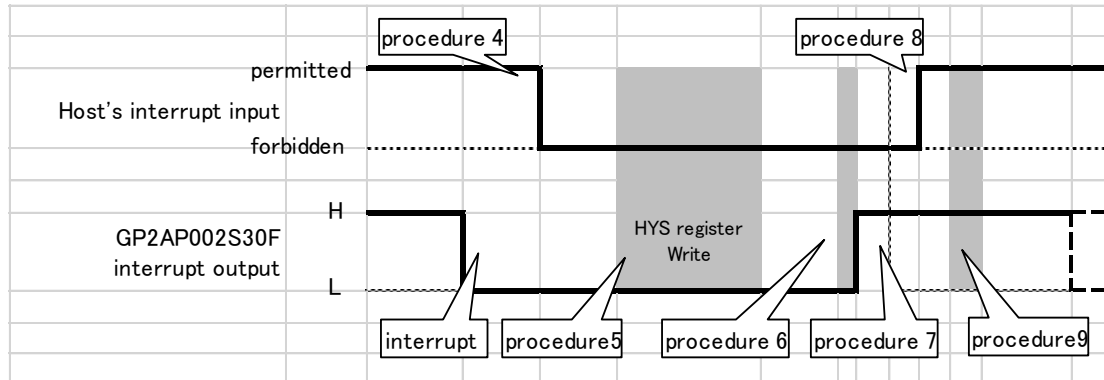 procedure 4
procedure 8
permitted
Host's interrupt input
forbidden
H
GP2AP002S30F
interrupt output
L
HYS register
Write
interrupt
procedure5
procedure 6
procedure 7
procedure9